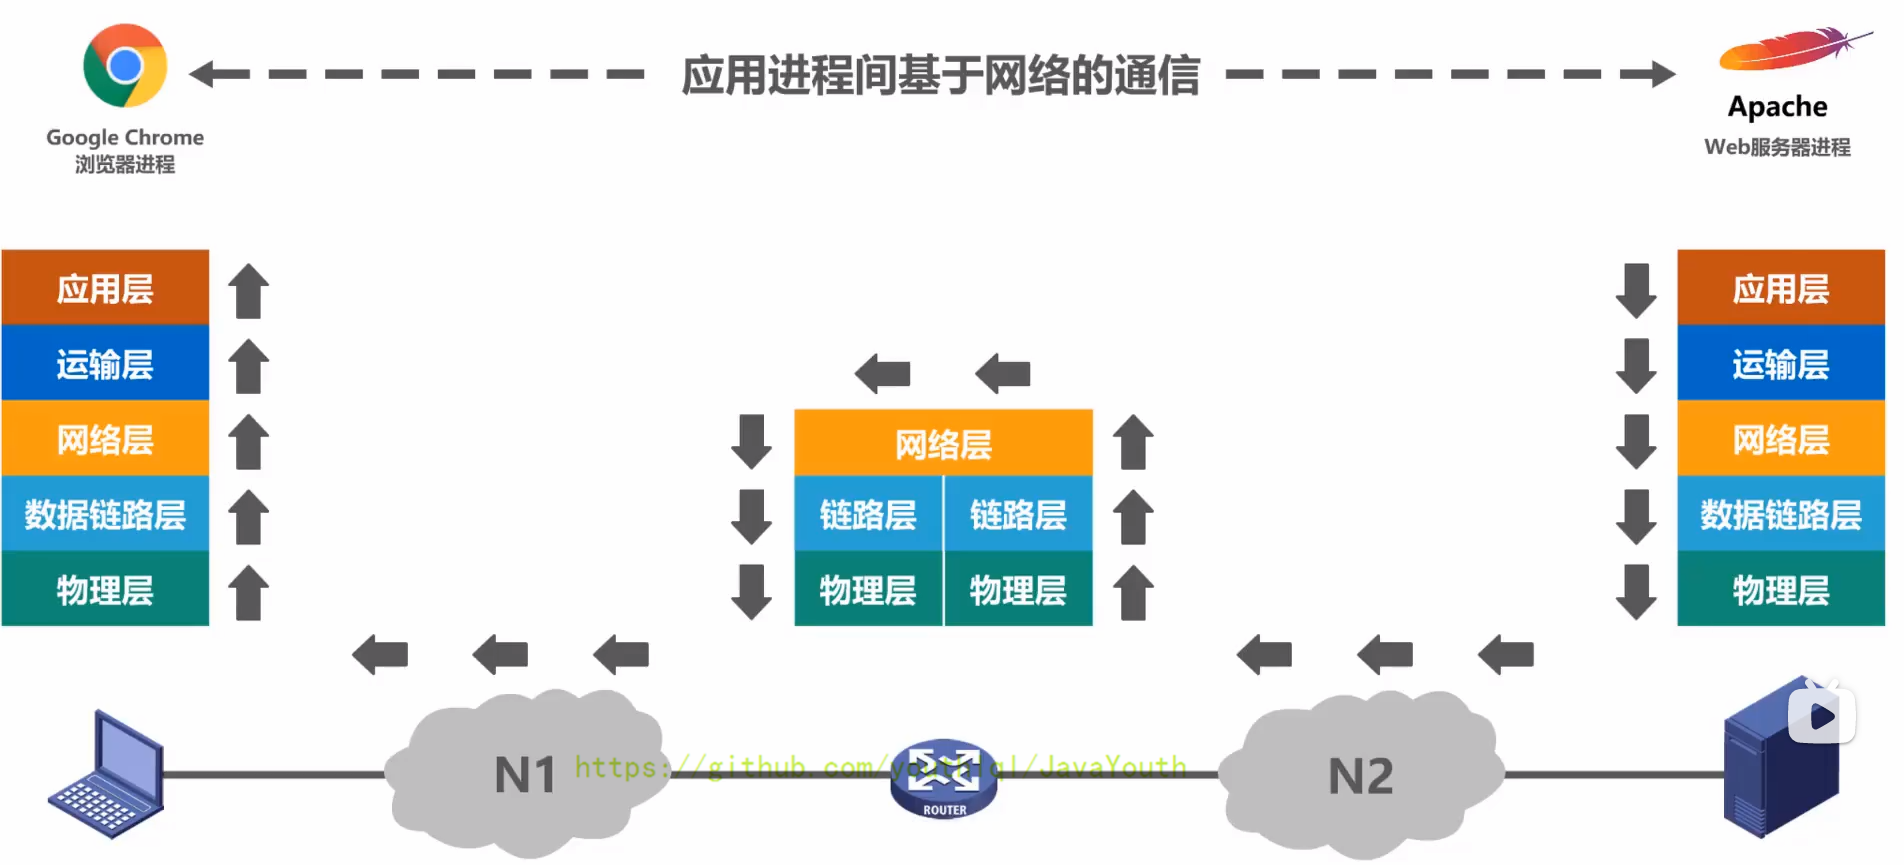 应用进程间基于网络的通信
Google Chrome
浏览器进程
Apache
Web服务器进程
应用层
运输层
网络层
数据链路层
物理层
网络层
链路层 链路层
物理层 物理层
应用层
运输层
网络层
数据链路层
物理层
N1
https://github.com/youthlql/JavaYouth
ROUTER
N2